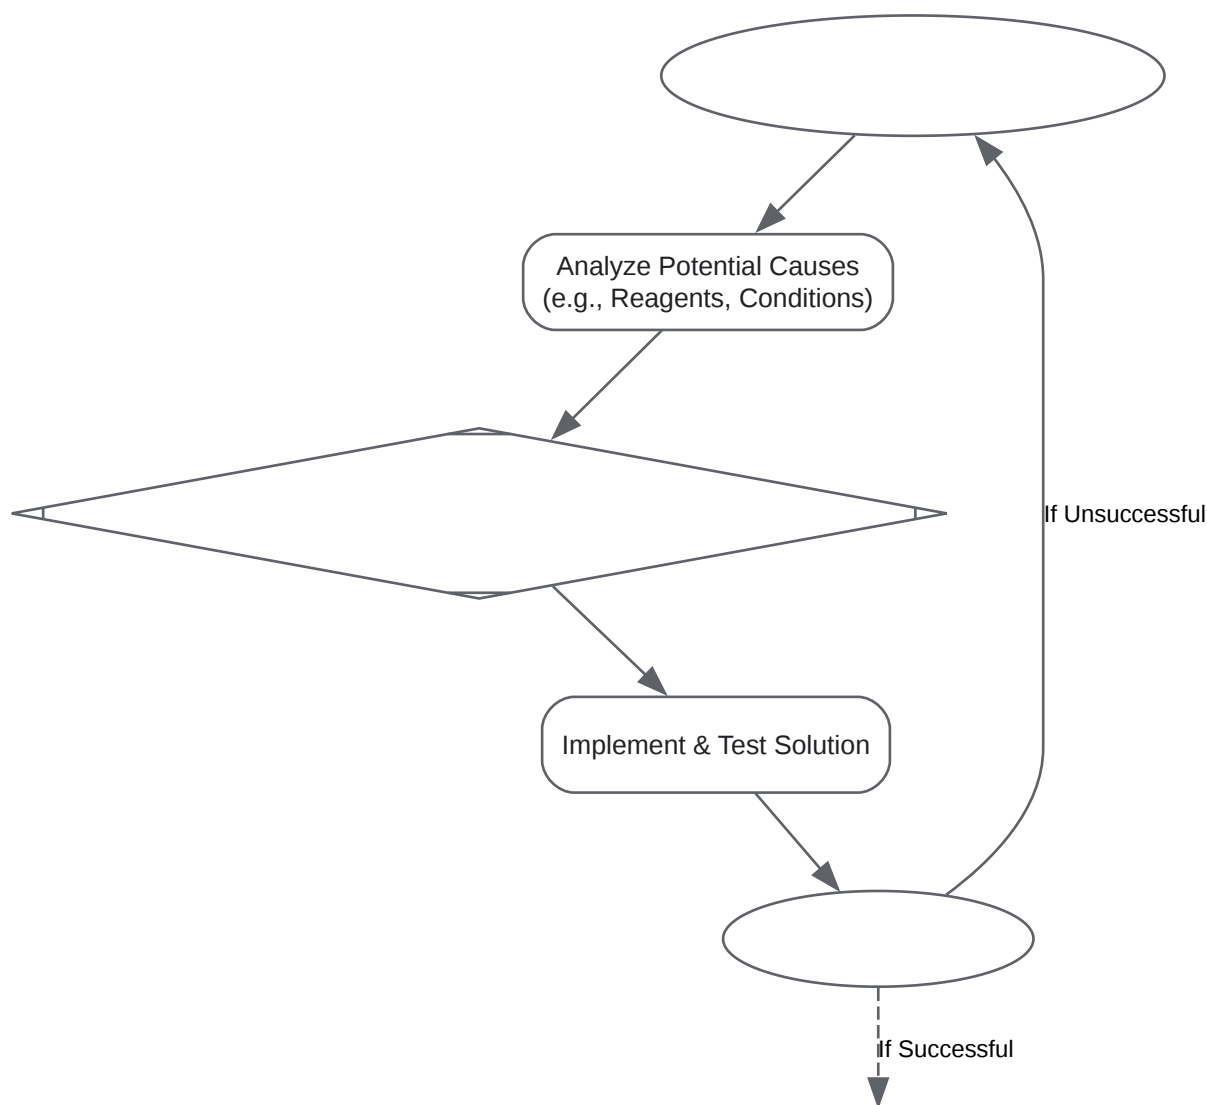 Analyze Potential Causes
(e.g., Reagents, Conditions)
If Unsuccessful
Implement & Test Solution
If Successful